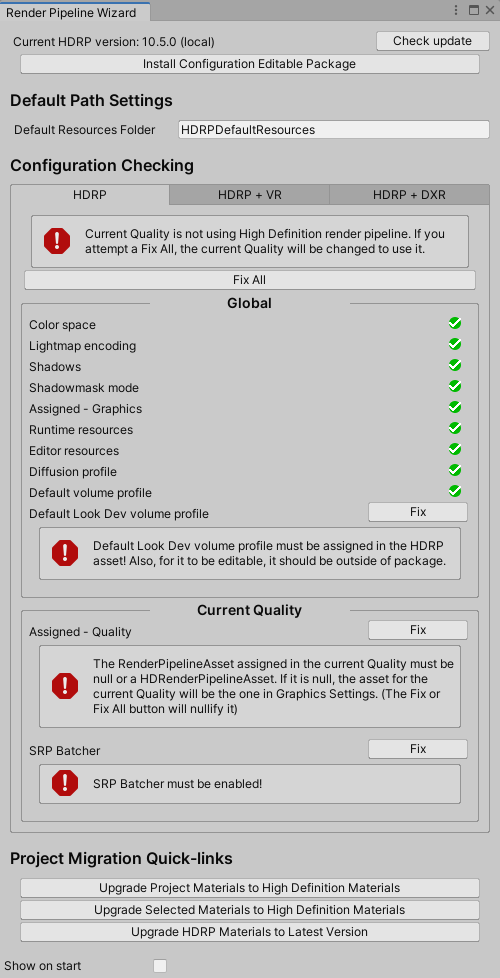 Render Pipeline Wizard
Current HDRP version: 10.5.0 (local)
Check update
Install Configuration Editable Package
Default Path Settings
Default Resources Folder
HDRPDefaultResources
Configuration Checking
HDRP
HDRP + VR
HDRP + DXR
Current Quality is not using High Definition render pipeline. If you
attempt a Fix All, the current Quality will be changed to use it.
Fix All
Global
Color space
Lightmap encoding
Shadows
Shadowmask mode
Assigned - Graphics
Runtime resources
Editor resources
Diffusion profile
Default volume profile
Default Look Dev volume profile
Fix
Default Look Dev volume profile must be assigned in the HDRP
asset! Also, for it to be editable, it should be outside of package.
Current Quality
Assigned - Quality
Fix
The RenderPipelineAsset assigned in the current Quality must be
null or a HDRenderPipelineAsset. If it is null, the asset for the
current Quality will be the one in Graphics Settings. (The Fix or
Fix All button will nullify it)
SRP Batcher
Fix
SRP Batcher must be enabled!
Project Migration Quick-links
Upgrade Project Materials to High Definition Materials
Upgrade Selected Materials to High Definition Materials
Upgrade HDRP Materials to Latest Version
Show on start